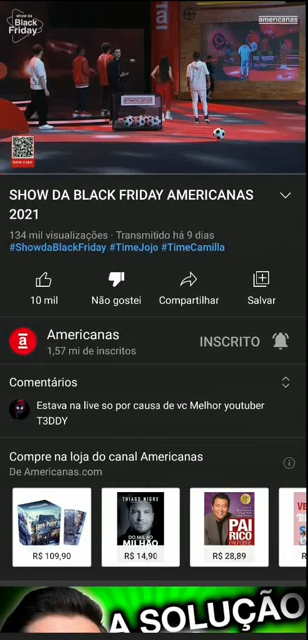 show da
Black
Friday
americanas
americanas
SHOW DA BLACK FRIDAY AMERICANAS
2021
134 mil visualizações · Transmitido há 9 dias
#ShowdaBlackFriday #TimeJojo #TimeCamilla
10 mil
Não gostei
Compartilhar
Salvar
Americanas
1,57 mi de inscritos
INSCRITO
Comentários
Estava na live so por causa de vc Melhor youtuber
T3DDY
Compre na loja do canal Americanas
De Americanas.com
THIAGO NIGRO
DO MIL AO
MILHÃO
PAI
RICO
R$ 109,90
R$ 14,90
R$ 28,89
A SOLUÇÃO